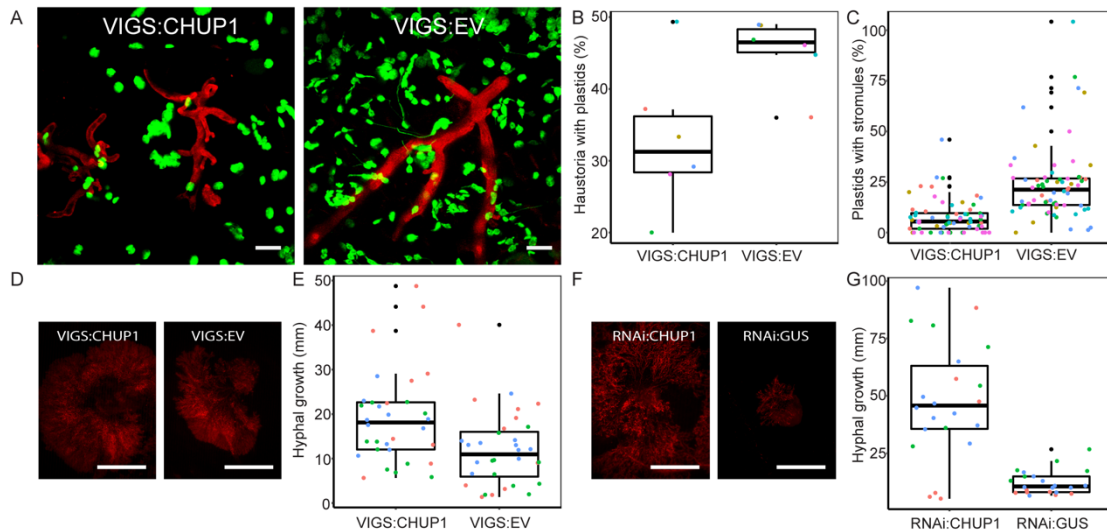 A
VIGS:CHUP1
VIGS:EV
B
Haustoria with plastids (%)
50
40
30
20
VIGS:CHUP1
VIGS:EV
C
Plastids with stromules (%)
100
75
50
25
0
VIGS:CHUP1
VIGS:EV
D
VIGS:CHUP1
VIGS:EV
E
Hyphal growth (mm)
50
40
30
20
10
0
VIGS:CHUP1
VIGS:EV
F
RNAi:CHUP1
RNAi:GUS
G
Hyphal growth (mm)
100
75
50
25
RNAi:CHUP1
RNAi:GUS